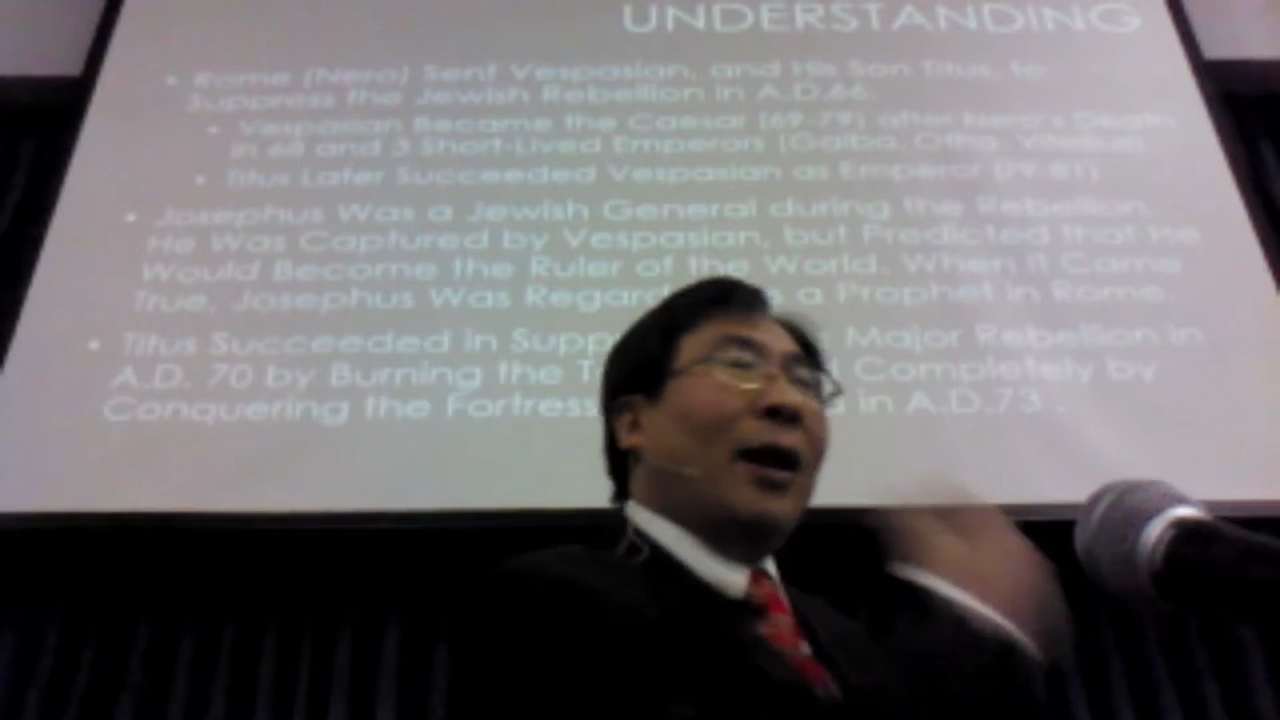 UNDERSTANDING
• Rome (Nero) Sent Vespasian, and His Son Titus, to
Suppress the Jewish Rebellion in A.D.66.
• Vespasian Became the Caesar (69-79) after Nero's Death
in 68 and 3 Short-Lived Emperors (Galba, Otho, Vitellius)
• Titus Later Succeeded Vespasian as Emperor (79-81)
• Josephus Was a Jewish General during the Rebellion.
He Was Captured by Vespasian, but Predicted that He
Would Become the Ruler of the World. When It Came
True, Josephus Was Regard a Prophet in Rome.
• Titus Succeeded in Supp Major Rebellion in
A.D. 70 by Burning the T Completely by
Conquering the Fortress in A.D.73 .